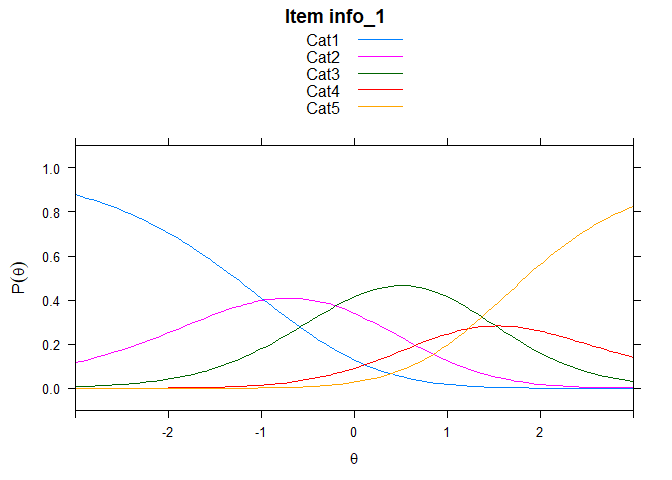 Item info_1
Cat1
Cat2
Cat3
Cat4
Cat5
1.0
0.8
0.6
0.4
0.2
0.0
P(θ)
-2 -1 0 1 2
θ